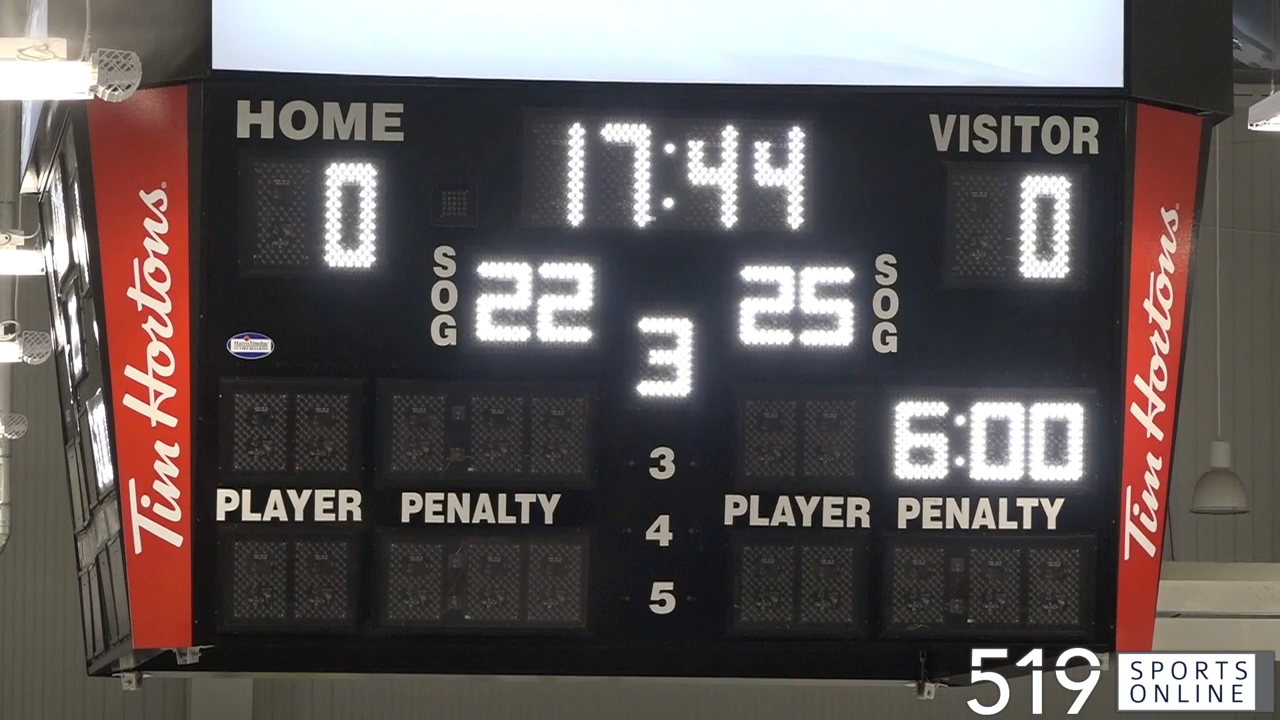 HOME
17:44
VISITOR
0
0
SOG
22
25
SOG
3
6:00
3
PLAYER
PENALTY
PLAYER
PENALTY
4
5
Tim Hortons.
Tim Hortons.
519 SPORTS
ONLINE